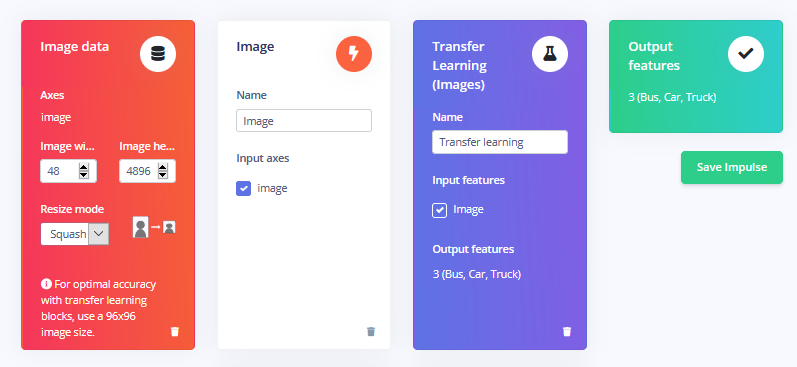 Image data
Axes
image
Image wi...
Image he...
48
4896
Resize mode
Squash
For optimal accuracy
with transfer learning
blocks, use a 96x96
image size.
Image
Name
Image
Input axes
image
Transfer
Learning
(Images)
Name
Transfer learning
Input features
Image
Output features
3 (Bus, Car, Truck)
Output
features
3 (Bus, Car, Truck)
Save Impulse